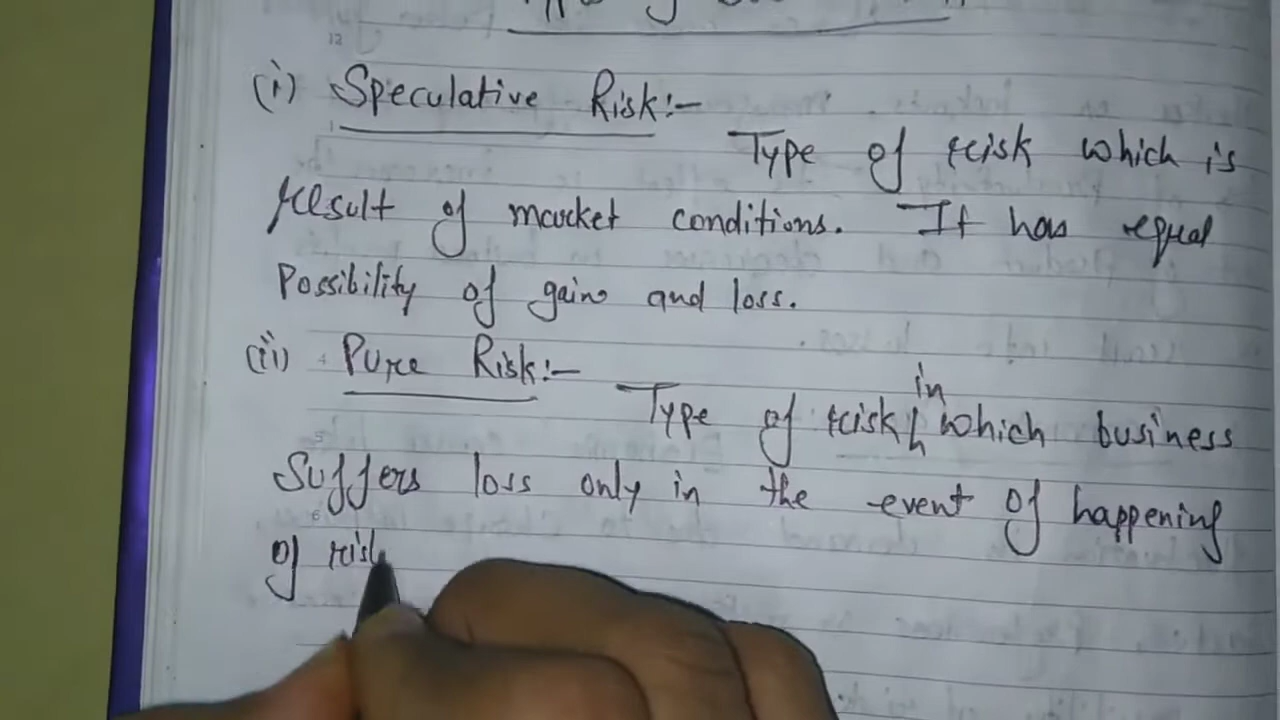 (i) Speculative Risk:-
Type of risk which is
result of market conditions. It has equal
Possibility of gains and loss.
(ii) Pure Risk:-
in
Type of risk which business
Suffers loss only in the event of happening
of risk